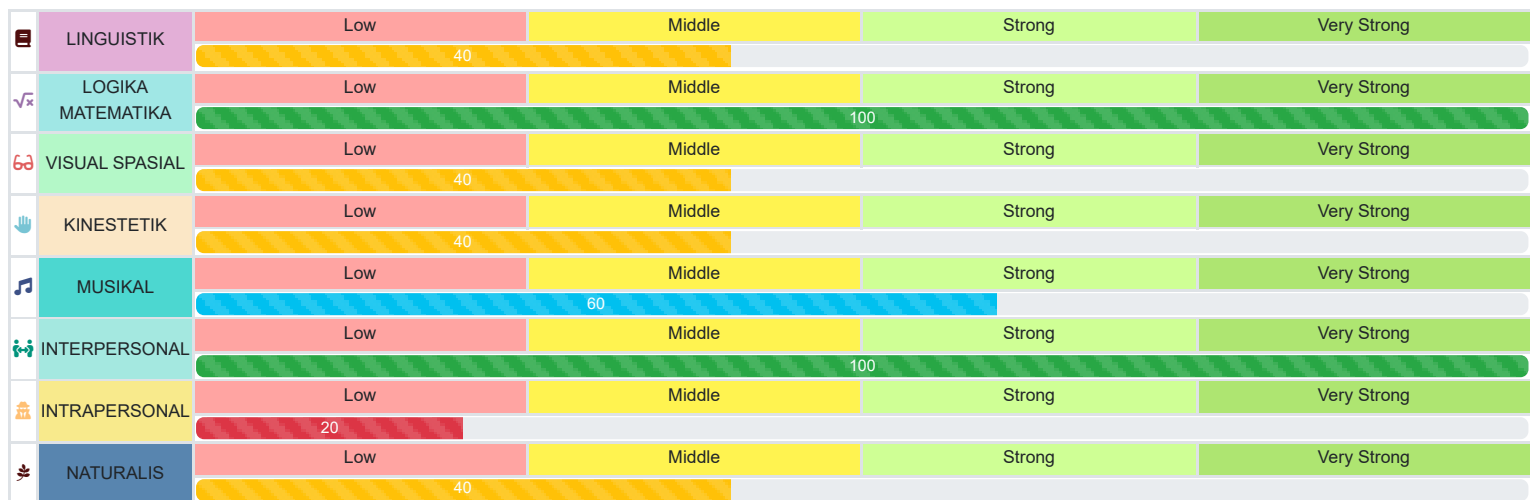 LINGUISTIK
Low Middle Strong Very Strong
40
LOGIKA
MATEMATIKA
Low Middle Strong Very Strong
100
VISUAL SPASIAL
Low Middle Strong Very Strong
40
KINESTETIK
Low Middle Strong Very Strong
40
MUSIKAL
Low Middle Strong Very Strong
60
INTERPERSONAL
Low Middle Strong Very Strong
100
INTRAPERSONAL
Low Middle Strong Very Strong
20
NATURALIS
Low Middle Strong Very Strong
40